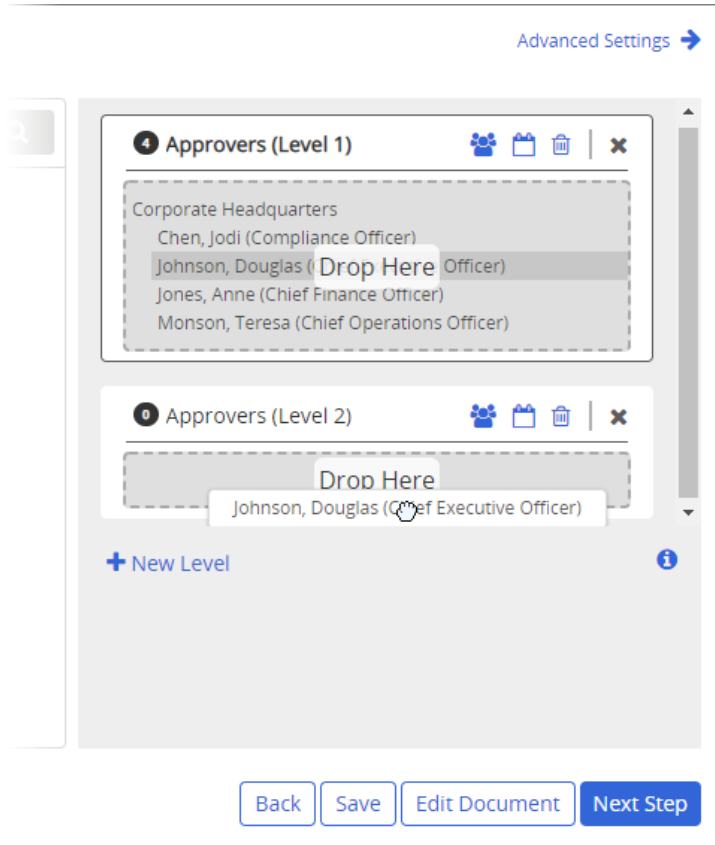 Advanced Settings
4 Approvers (Level 1)
Corporate Headquarters
Chen, Jodi (Compliance Officer)
Johnson, Douglas ( Officer)
Drop Here
Jones, Anne (Chief Finance Officer)
Monson, Teresa (Chief Operations Officer)
0 Approvers (Level 2)
Drop Here
Johnson, Douglas (Chief Executive Officer)
New Level
Back Save Edit Document Next Step